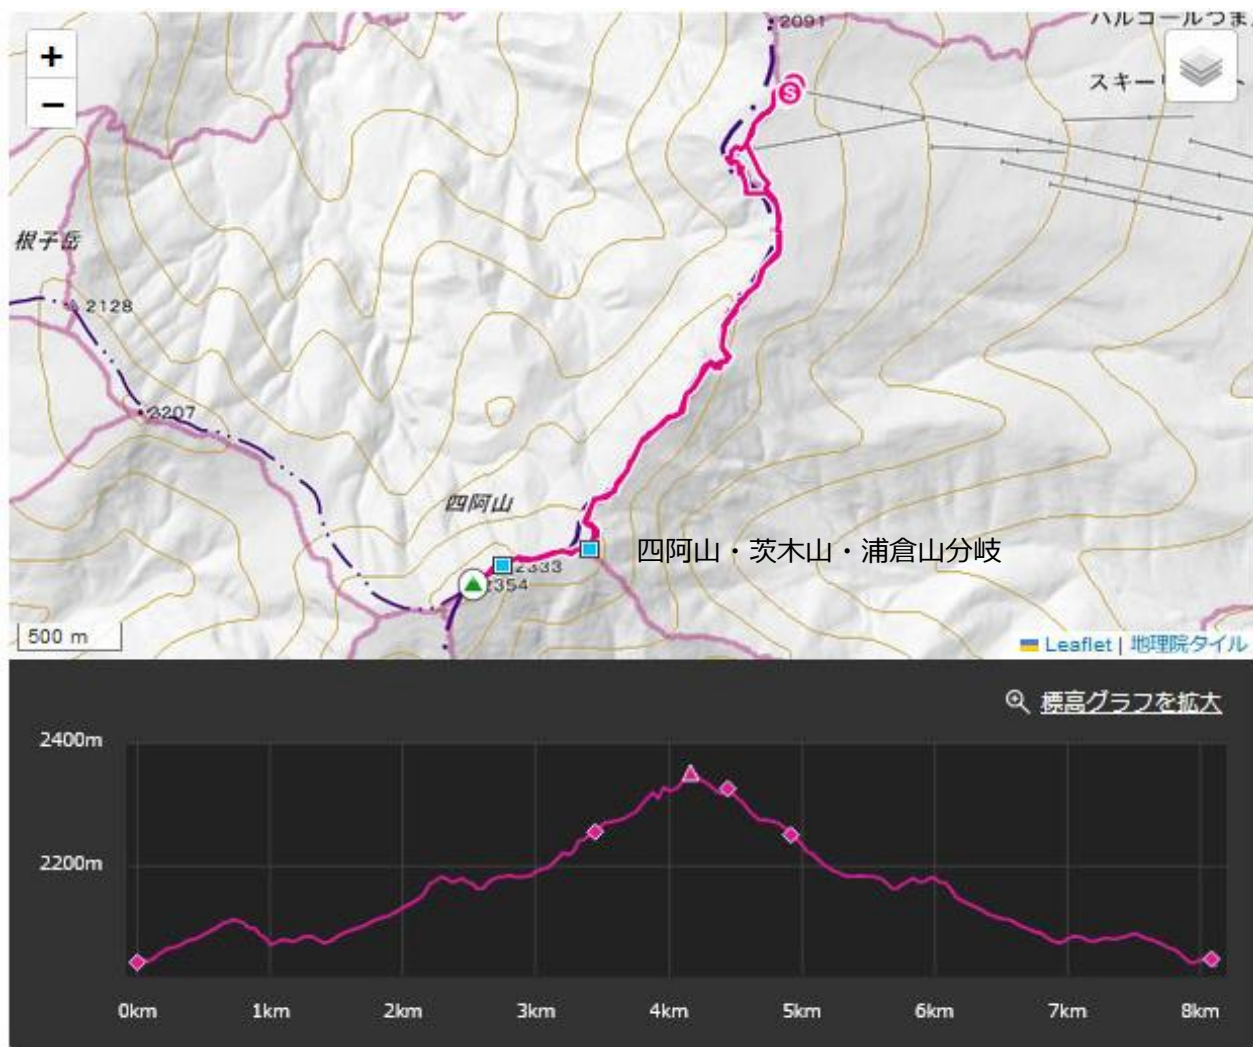 +
−
2091
パルコールつま
スキー
S
根子岳
2128
2207
四阿山
四阿山・茨木山・浦倉山分岐
2333
2354
500 m
Leaflet | 地理院タイル
標高グラフを拡大
2400m
2200m
0km 1km 2km 3km 4km 5km 6km 7km 8km